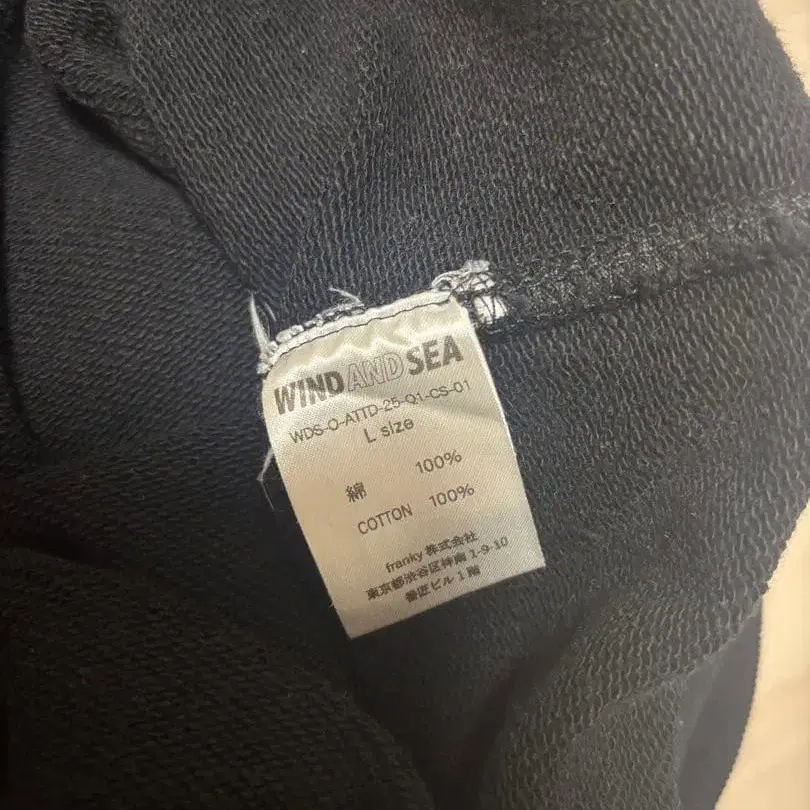 WIND AND SEA
WDS-O-ATTD-25-Q1-CS-01
L size
綿 100%
COTTON 100%
franky 株式会社
東京都渋谷区神南 1-9-10
番匠ビル 1 階